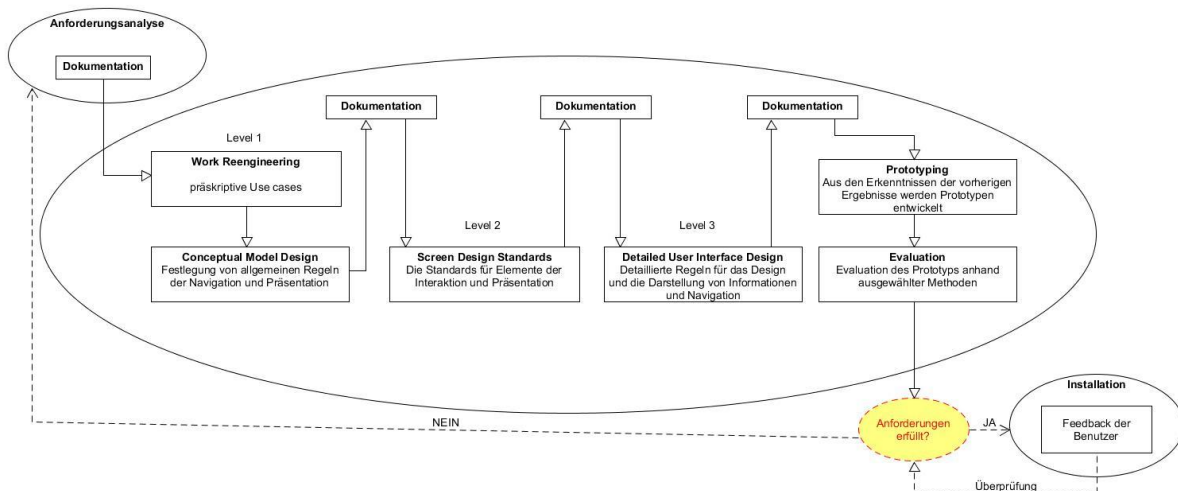 Anforderungsanalyse
Dokumentation
Dokumentation
Dokumentation
Dokumentation
Level 1
Work Reengineering
präskriptive Use cases
Prototyping
Aus den Erkenntnissen der vorherigen
Ergebnisse werden Prototypen
entwickelt
Level 2
Level 3
Conceptual Model Design
Festlegung von allgemeinen Regeln
der Navigation und Präsentation
Screen Design Standards
Die Standards für Elemente der
Interaktion und Präsentation
Detailed User Interface Design
Detaillierte Regeln für das Design
und die Darstellung von Informationen
und Navigation
Evaluation
Evaluation des Prototyps anhand
ausgewählter Methoden
NEIN
Anforderungen
erfüllt?
JA
Installation
Feedback der
Benutzer
Überprüfung